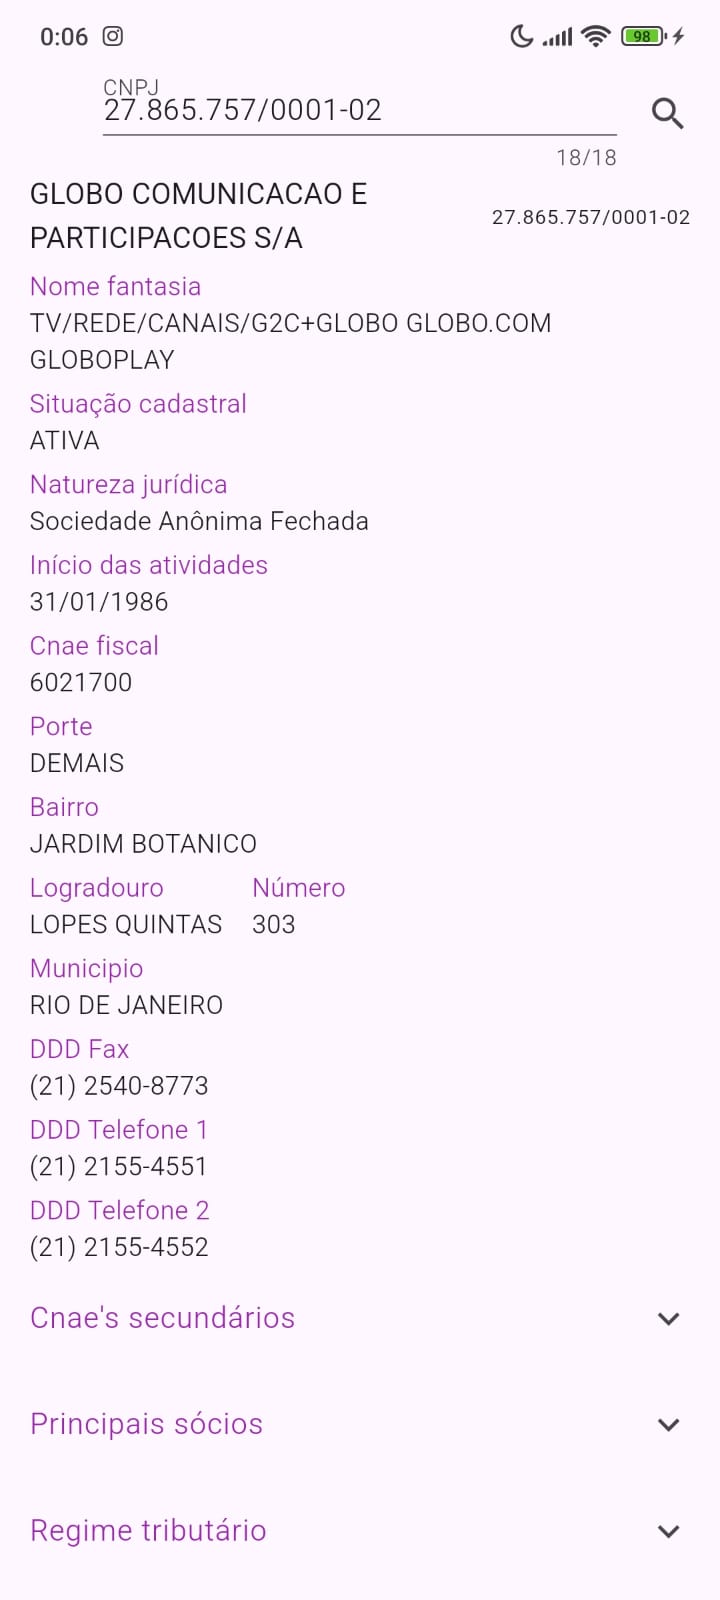 0:06
98
CNPJ
27.865.757/0001-02
18/18
GLOBO COMUNICACAO E
PARTICIPACOES S/A
27.865.757/0001-02
Nome fantasia
TV/REDE/CANAIS/G2C+GLOBO GLOBO.COM
GLOBOPLAY
Situação cadastral
ATIVA
Natureza jurídica
Sociedade Anônima Fechada
Início das atividades
31/01/1986
Cnae fiscal
6021700
Porte
DEMAIS
Bairro
JARDIM BOTANICO
Logradouro Número
LOPES QUINTAS 303
Municipio
RIO DE JANEIRO
DDD Fax
(21) 2540-8773
DDD Telefone 1
(21) 2155-4551
DDD Telefone 2
(21) 2155-4552
Cnae's secundários
Principais sócios
Regime tributário